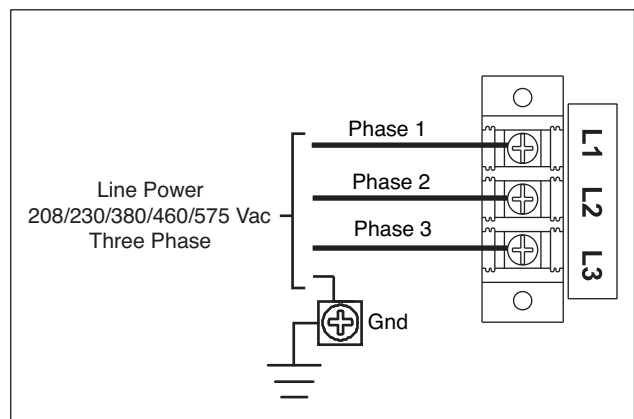 Phase 1
L1
Phase 2
L2
Line Power
208/230/380/460/575 Vac
Three Phase
Phase 3
L3
Gnd